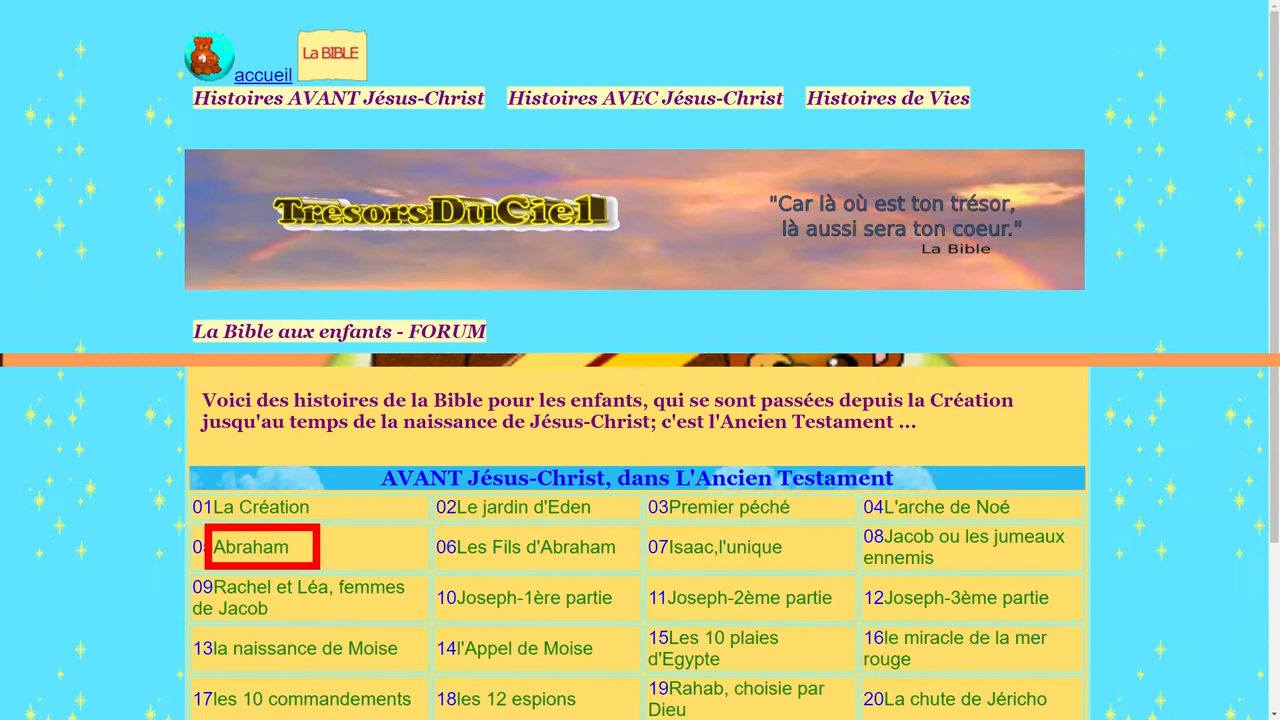 La BIBLE
accueil
Histoires AVANT Jésus-Christ Histoires AVEC Jésus-Christ Histoires de Vies
TresorsDuCiel
"Car là où est ton trésor,
là aussi sera ton coeur."
La Bible
La Bible aux enfants - FORUM
Voici des histoires de la Bible pour les enfants, qui se sont passées depuis la Création
jusqu'au temps de la naissance de Jésus-Christ; c'est l'Ancien Testament ...
AVANT Jésus-Christ, dans L'Ancien Testament
01La Création 02Le jardin d'Eden 03Premier péché 04L'arche de Noé
Abraham 06Les Fils d'Abraham 07Isaac,l'unique 08Jacob ou les jumeaux
ennemis
09Rachel et Léa, femmes
de Jacob
10Joseph-1ère partie 11Joseph-2ème partie 12Joseph-3ème partie
13la naissance de Moise 14l'Appel de Moise 15Les 10 plaies
d'Egypte
16le miracle de la mer
rouge
17les 10 commandements 18les 12 espions 19Rahab, choisie par
Dieu
20La chute de Jéricho